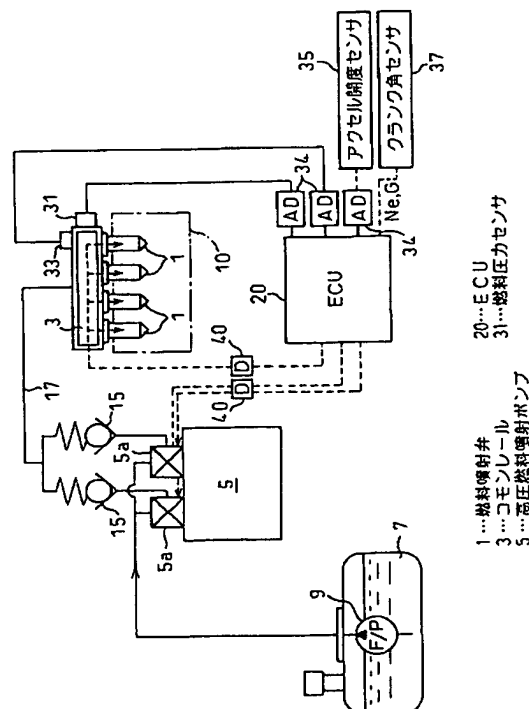 35
アクセル開度センサ
クランク角センサ
37
34
AD
AD
AD
34
Ne,Gi
33
31
3
1
1
10
20
ECU
17
40
D
D
40
15
15
5a
5a
5
9
F/P
7
1…燃料噴射弁
3…コモンレール
5…高圧燃料噴射ポンプ
20…ECU
31…燃料圧力センサ